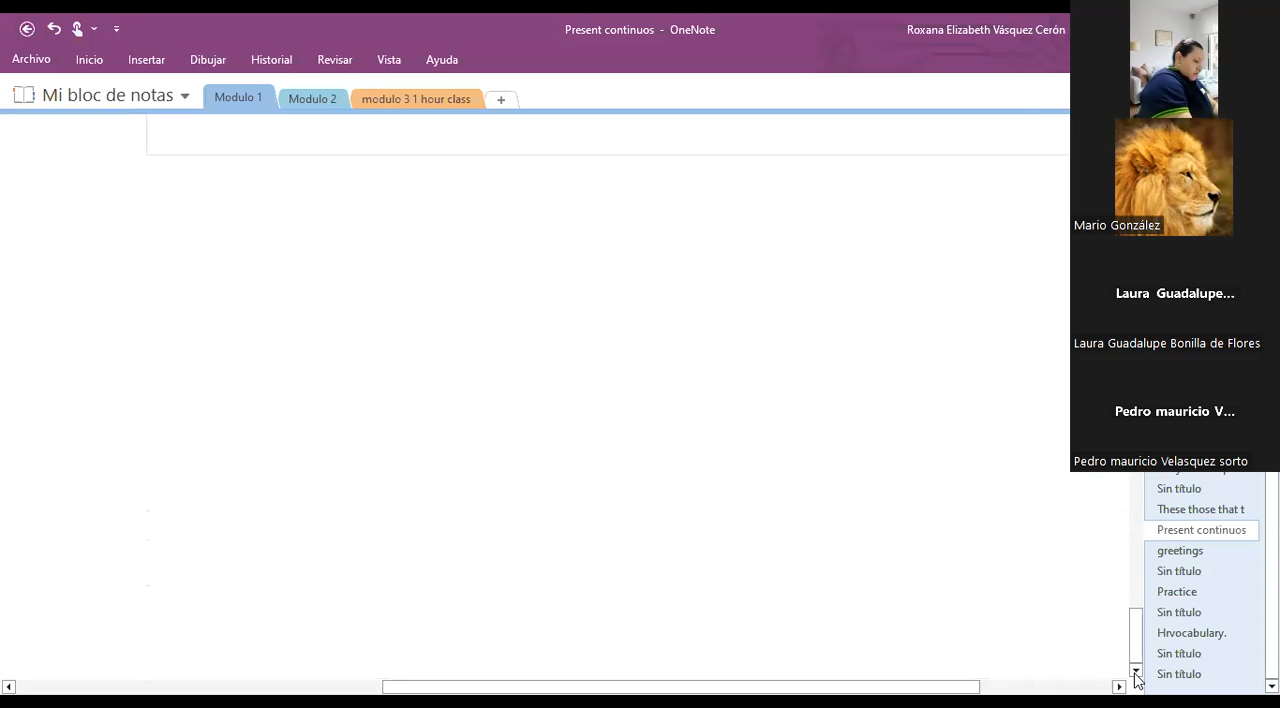 Present continuos - OneNote
Roxana Elizabeth Vásquez Cerón
Archivo Inicio Insertar Dibujar Historial Revisar Vista Ayuda
Mi bloc de notas Modulo 1 Modulo 2 modulo 3 1 hour class +
Mario González
Laura Guadalupe...
Laura Guadalupe Bonilla de Flores
Pedro mauricio V...
Pedro mauricio Velasquez sorto
Sin título
These those that t
Present continuos
greetings
Sin título
Practice
Sin título
Hrvocabulary.
Sin título
Sin título